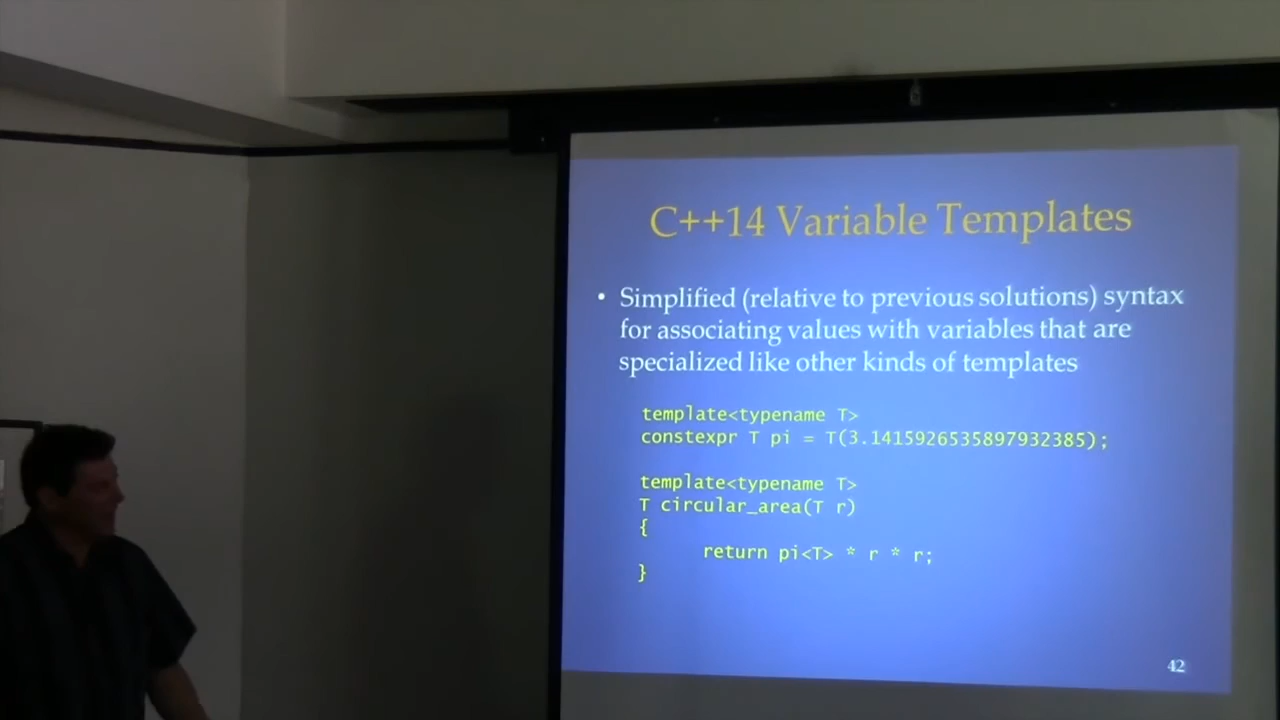 C++14 Variable Templates
• Simplified (relative to previous solutions) syntax
for associating values with variables that are
specialized like other kinds of templates
template<typename T>
constexpr T pi = T(3.1415926535897932385);
template<typename T>
T circular_area(T r)
{
return pi<T> * r * r;
}
42